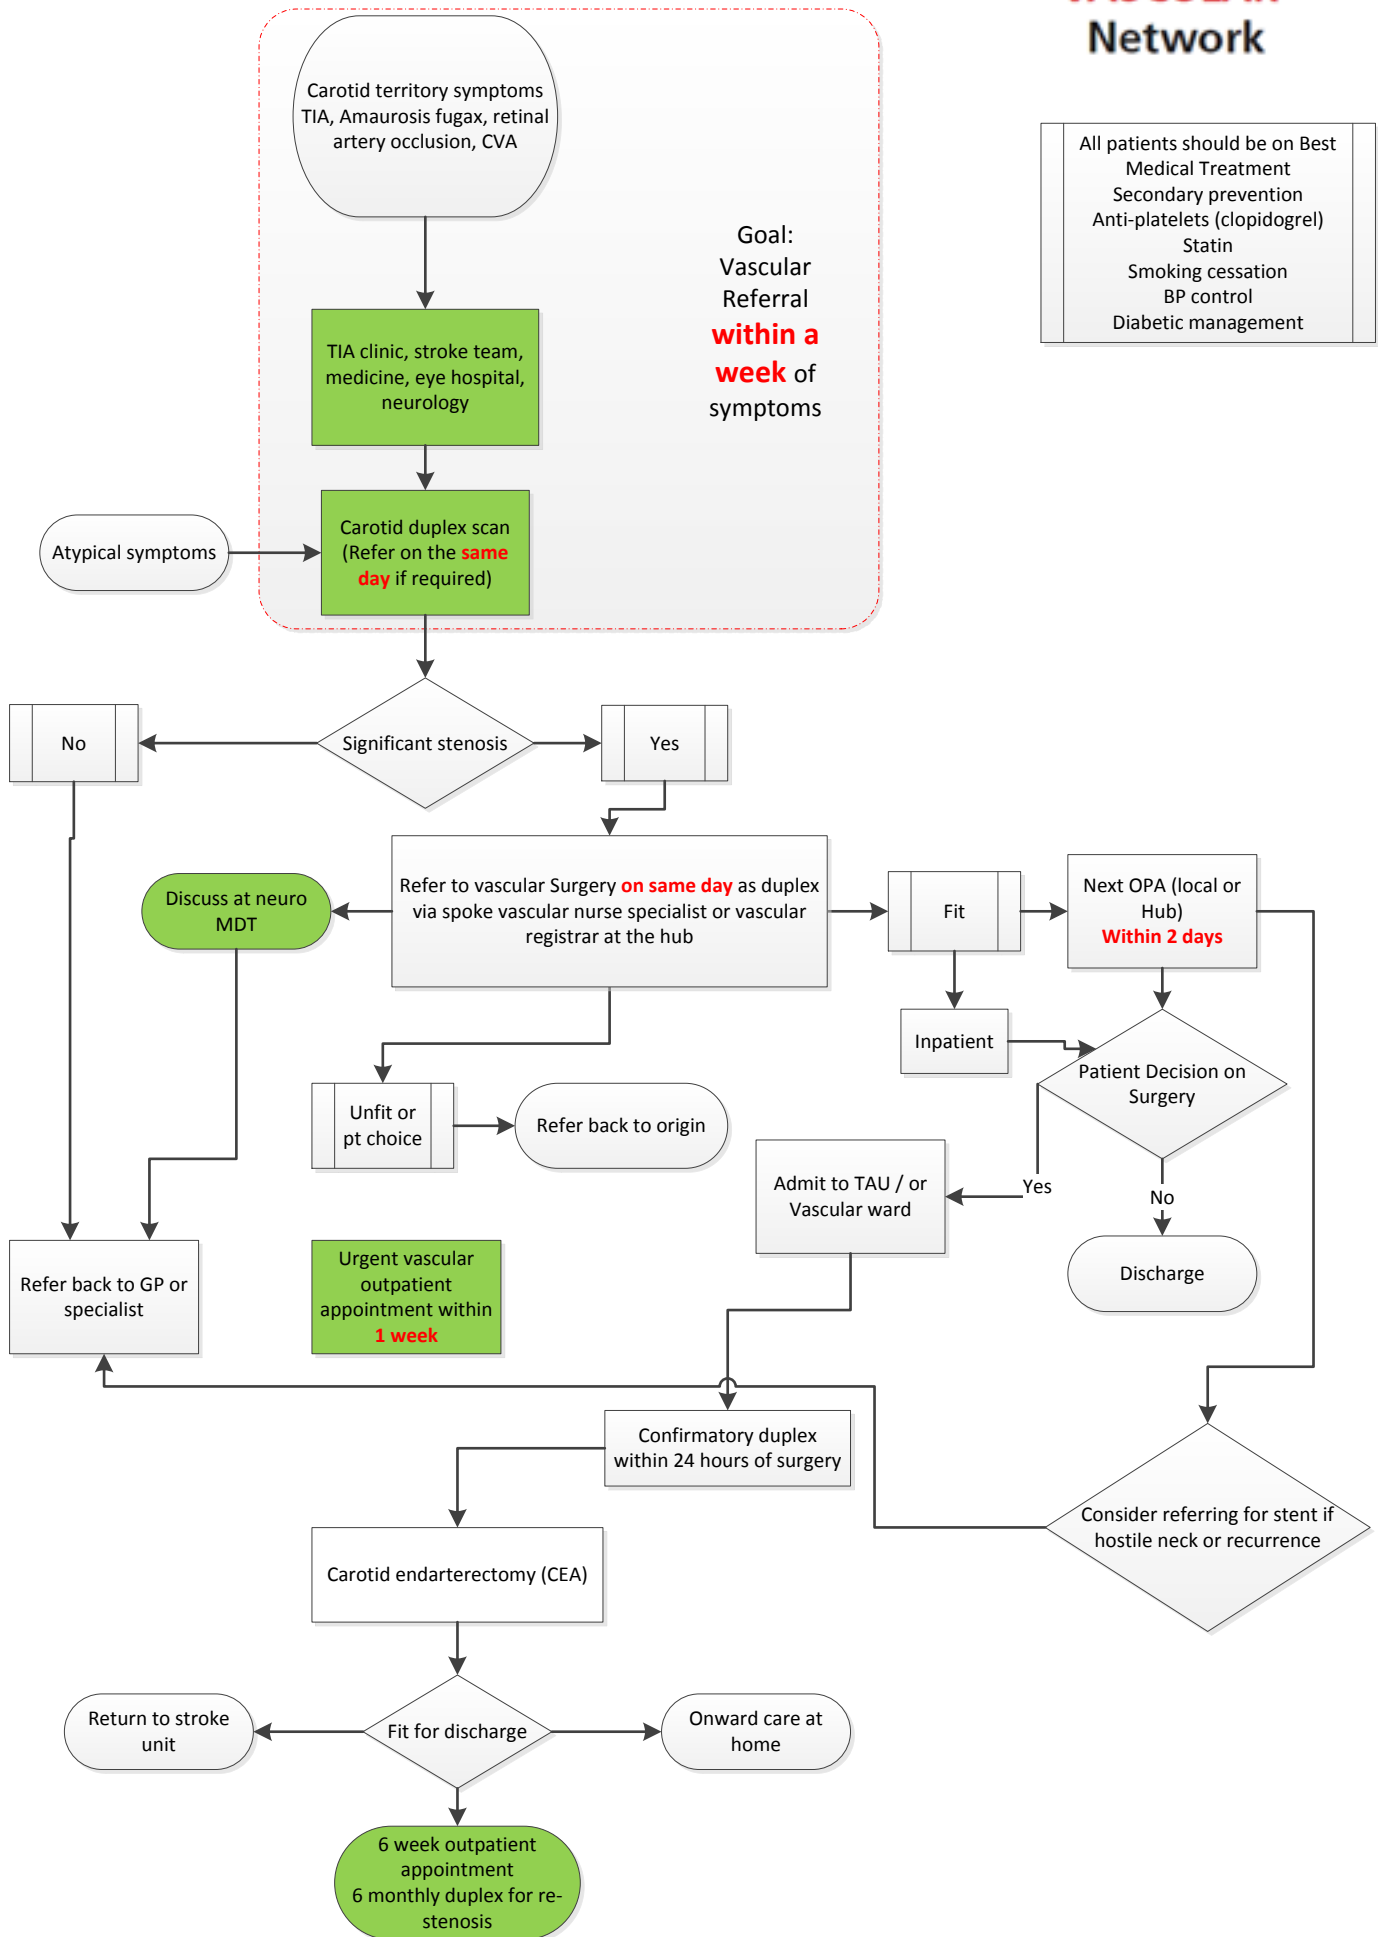 Network
Carotid territory symptoms
TIA, Amaurosis fugax, retinal
artery occlusion, CVA
All patients should be on Best
Medical Treatment
Secondary prevention
Anti-platelets (clopidogrel)
Statin
Smoking cessation
BP control
Diabetic management
Goal:
Vascular
Referral
within a
week of
symptoms
TIA clinic, stroke team,
medicine, eye hospital,
neurology
Atypical symptoms
Carotid duplex scan
(Refer on the same
day if required)
No
Significant stenosis
Yes
Discuss at neuro
MDT
Refer to vascular Surgery on same day as duplex
via spoke vascular nurse specialist or vascular
registrar at the hub
Fit
Next OPA (local or
Hub)
Within 2 days
Inpatient
Patient Decision on
Surgery
Unfit or
pt choice
Refer back to origin
Admit to TAU / or
Vascular ward
Yes
No
Discharge
Refer back to GP or
specialist
Urgent vascular
outpatient
appointment within
1 week
Confirmatory duplex
within 24 hours of surgery
Consider referring for stent if
hostile neck or recurrence
Carotid endarterectomy (CEA)
Return to stroke
unit
Fit for discharge
Onward care at
home
6 week outpatient
appointment
6 monthly duplex for re-
stenosis